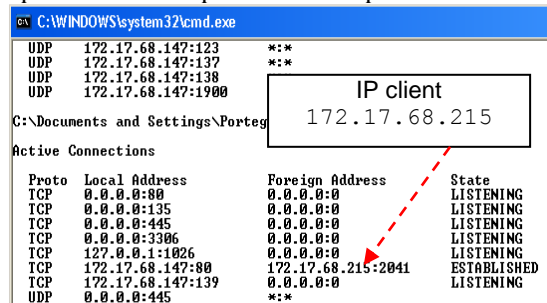 C:\WINDOWS\system32\cmd.exe
UDP 172.17.68.147:123 *:*
UDP 172.17.68.147:137 *:*
UDP 172.17.68.147:138
UDP 172.17.68.147:1900
IP client
172.17.68.215
C:\Documents and Settings\Porteg
Active Connections
Proto Local Address Foreign Address State
TCP 0.0.0.0:80 0.0.0.0:0 LISTENING
TCP 0.0.0.0:135 0.0.0.0:0 LISTENING
TCP 0.0.0.0:445 0.0.0.0:0 LISTENING
TCP 0.0.0.0:3306 0.0.0.0:0 LISTENING
TCP 127.0.0.1:1026 0.0.0.0:0 LISTENING
TCP 172.17.68.147:80 172.17.68.215:2041 ESTABLISHED
TCP 172.17.68.147:139 0.0.0.0:0 LISTENING
UDP 0.0.0.0:445 *:*